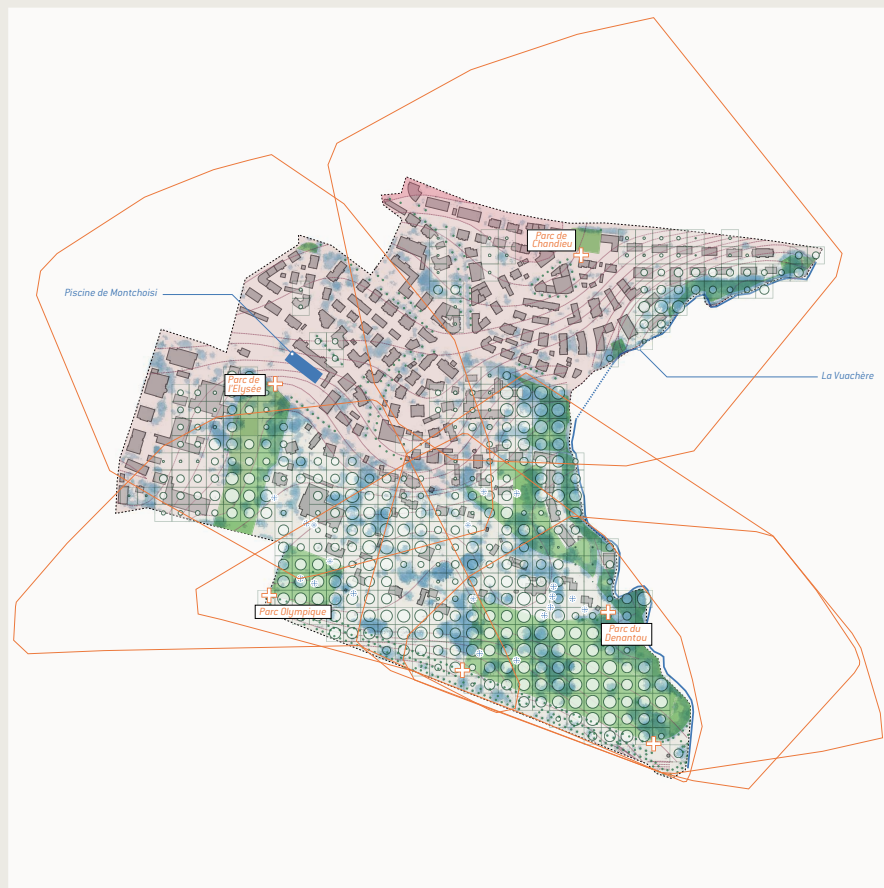 Parc de
Chandieu
Piscine de Montchoisi
La Vuachère
Parc de
l'Elysée
Parc Olympique
Parc du
Denantou